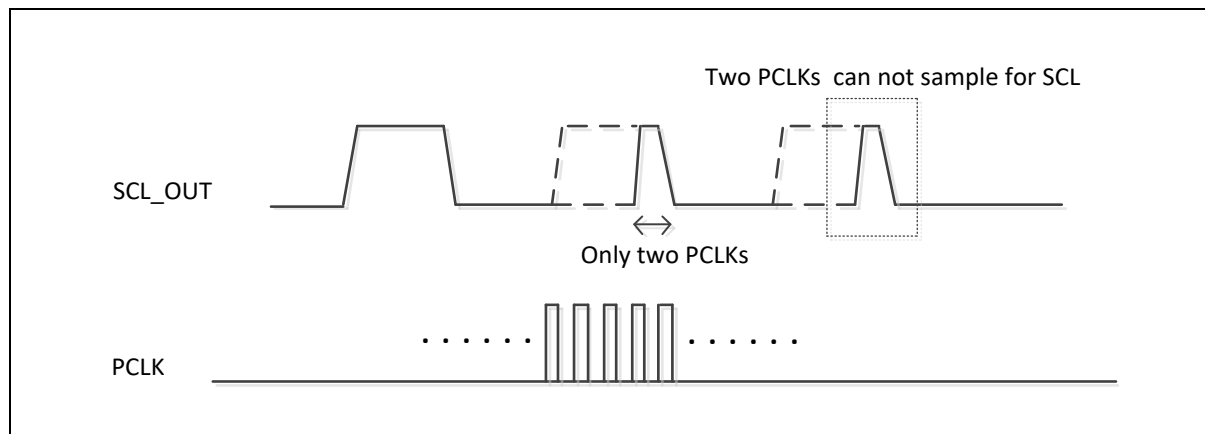 Two PCLKs can not sample for SCL
SCL_OUT
Only two PCLKs
. . . . . .
. . . . . .
PCLK